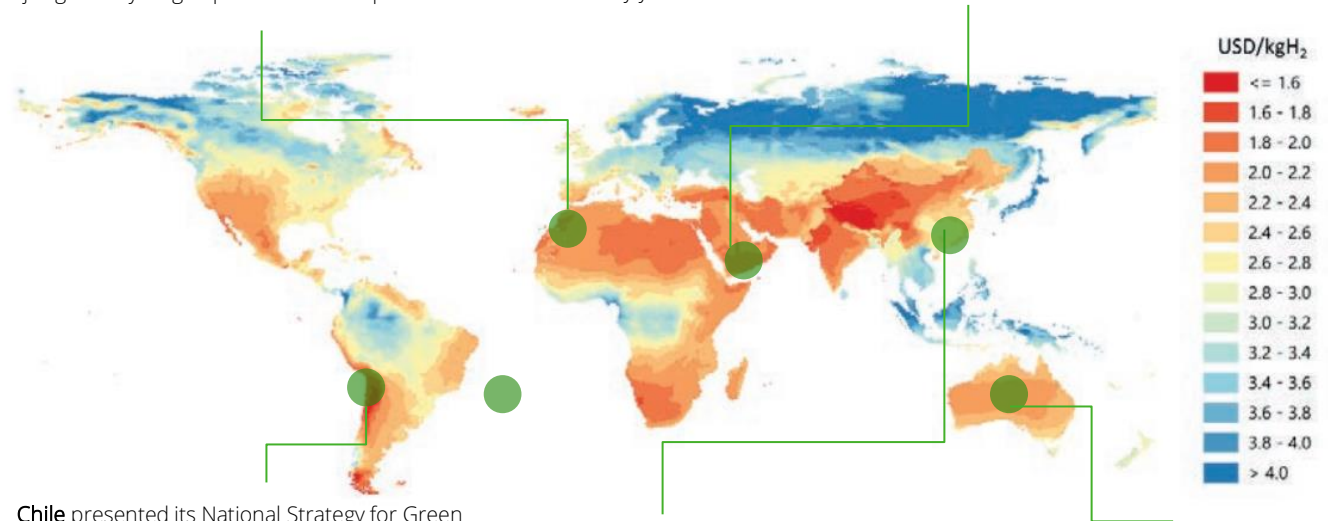 USD/kgH₂
<= 1.6
1.6 - 1.8
1.8 - 2.0
2.0 - 2.2
2.2 - 2.4
2.4 - 2.6
2.6 - 2.8
2.8 - 3.0
3.0 - 3.2
3.2 - 3.4
3.4 - 3.6
3.6 - 3.8
3.8 - 4.0
> 4.0
Chile presented its National Strategy for Green